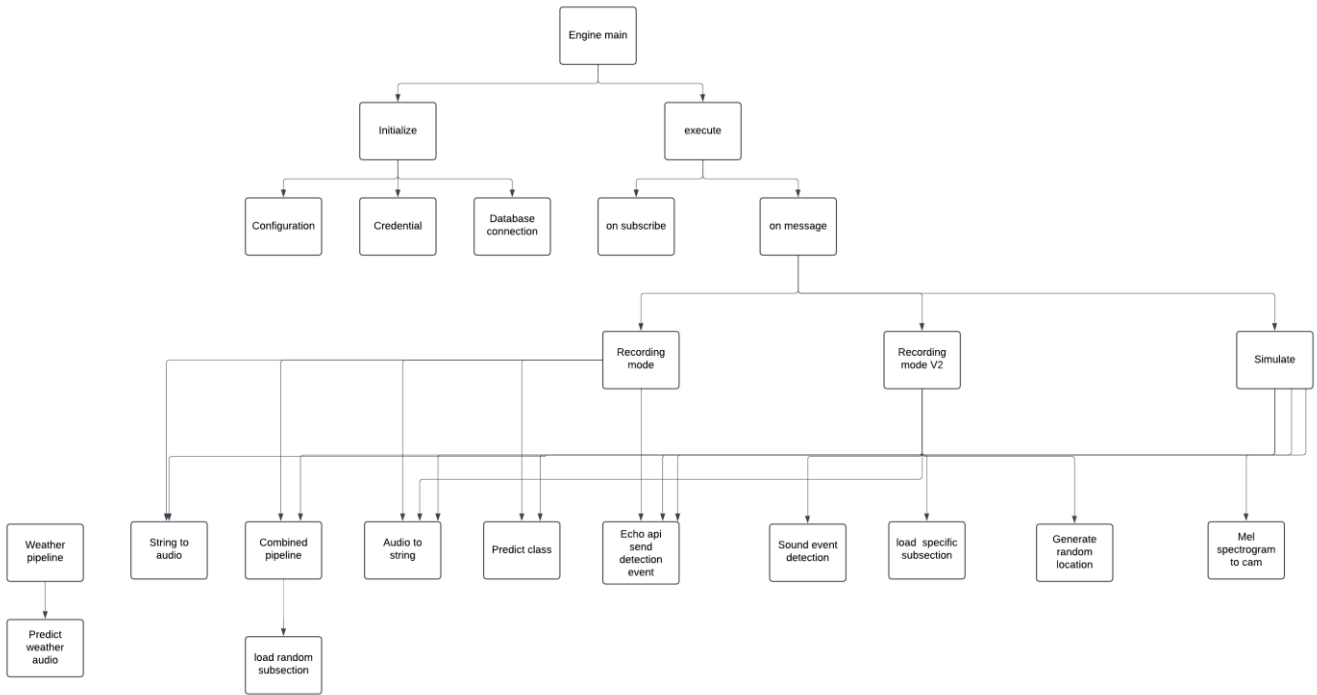 Engine main
Initialize
execute
Configuration
Credential
Database
connection
on subscribe
on message
Recording
mode
Recording
mode V2
Simulate
Weather
pipeline
String to
audio
Combined
pipeline
Audio to
string
Predict class
Echo api
send
detection
event
Sound event
detection
load specific
subsection
Generate
random
location
Mel
spectrogram
to cam
Predict
weather
audio
load random
subsection